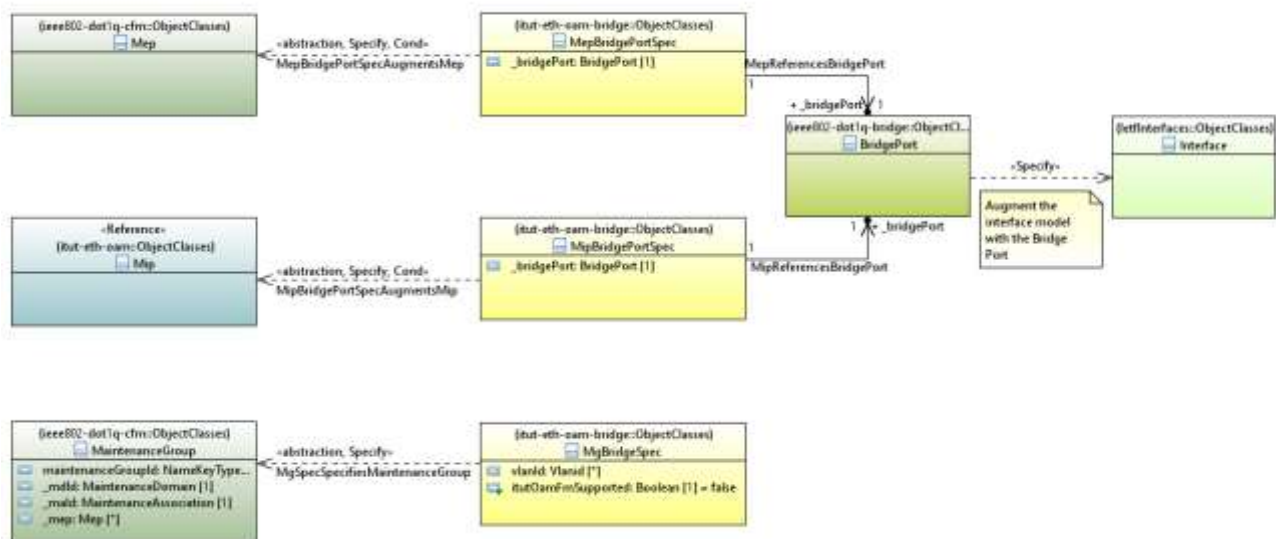 (ieee802-dot1q-cfm::ObjectClasses)
Mep
«abstraction, Specify, Cond»
MepBridgePortSpecAugmentsMep
(itut-eth-oam-bridge::ObjectClasses)
MepBridgePortSpec
_bridgePort: BridgePort [1]
MepReferencesBridgePort
1
+ _bridgePort
1
(ieee802-dot1q-bridge::ObjectCl...
BridgePort
«Specify»
(IetfInterfaces::ObjectClasses)
Interface
Augment the
interface model
with the Bridge
Port
«Reference»
(itut-eth-oam::ObjectClasses)
Mip
«abstraction, Specify, Cond»
MipBridgePortSpecAugmentsMip
(itut-eth-oam-bridge::ObjectClasses)
MipBridgePortSpec
_bridgePort: BridgePort [1]
1
MipReferencesBridgePort
1
+ _bridgePort
(ieee802-dot1q-cfm::ObjectClasses)
MaintenanceGroup
maintenanceGroupId: NameKeyType...
_mdId: MaintenanceDomain [1]
_maId: MaintenanceAssociation [1]
_mep: Mep [*]
«abstraction, Specify»
MgSpecSpecifiesMaintenanceGroup
(itut-eth-oam-bridge::ObjectClasses)
MgBridgeSpec
vlanId: Vlanid [*]
itutOamFmSupported: Boolean [1] = false